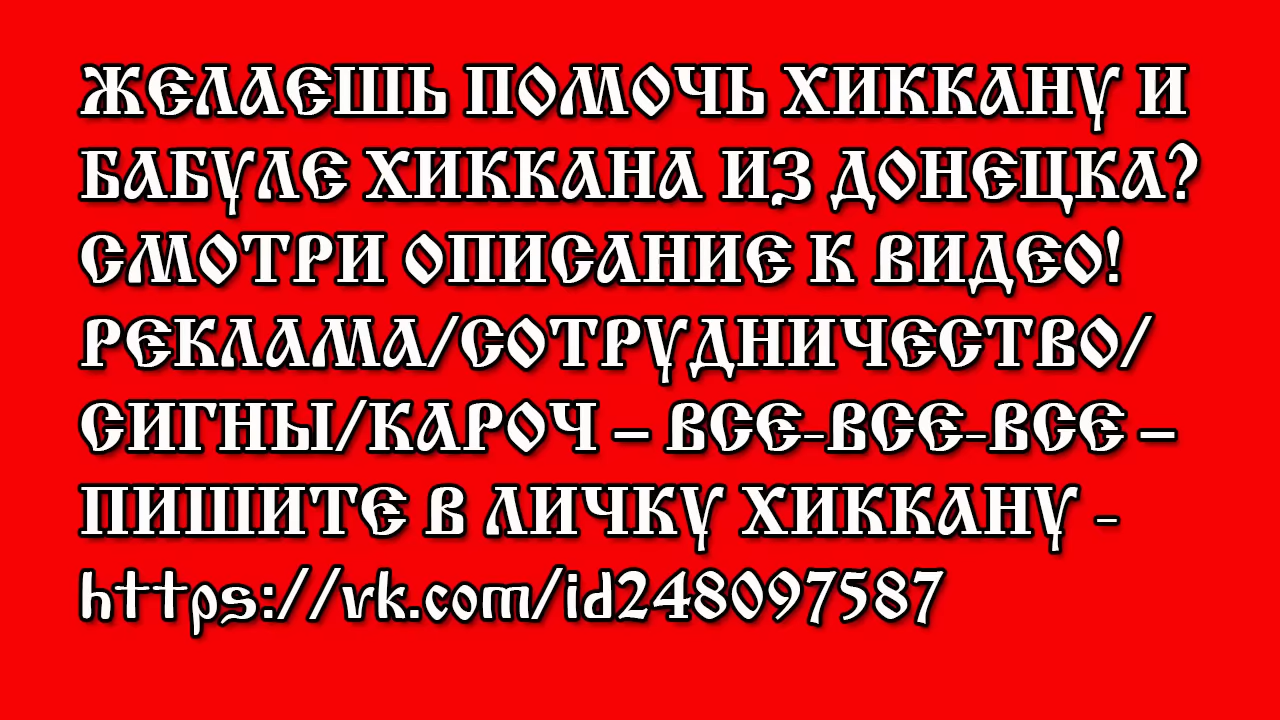 ЖЕЛАЕШЬ ПОМОЧЬ ХИККАНУ И
БАБУЛЕ ХИККАНА ИЗ ДОНЕЦКА?
СМОТРИ ОПИСАНИЕ К ВИДЕО!
РЕКЛАМА/СОТРУДНИЧЕСТВО/
СИГНЫ/КАРОЧ – ВСЕ-ВСЕ-ВСЕ –
ПИШИТЕ В ЛИЧКУ ХИККАНУ -
https://vk.com/id248097587